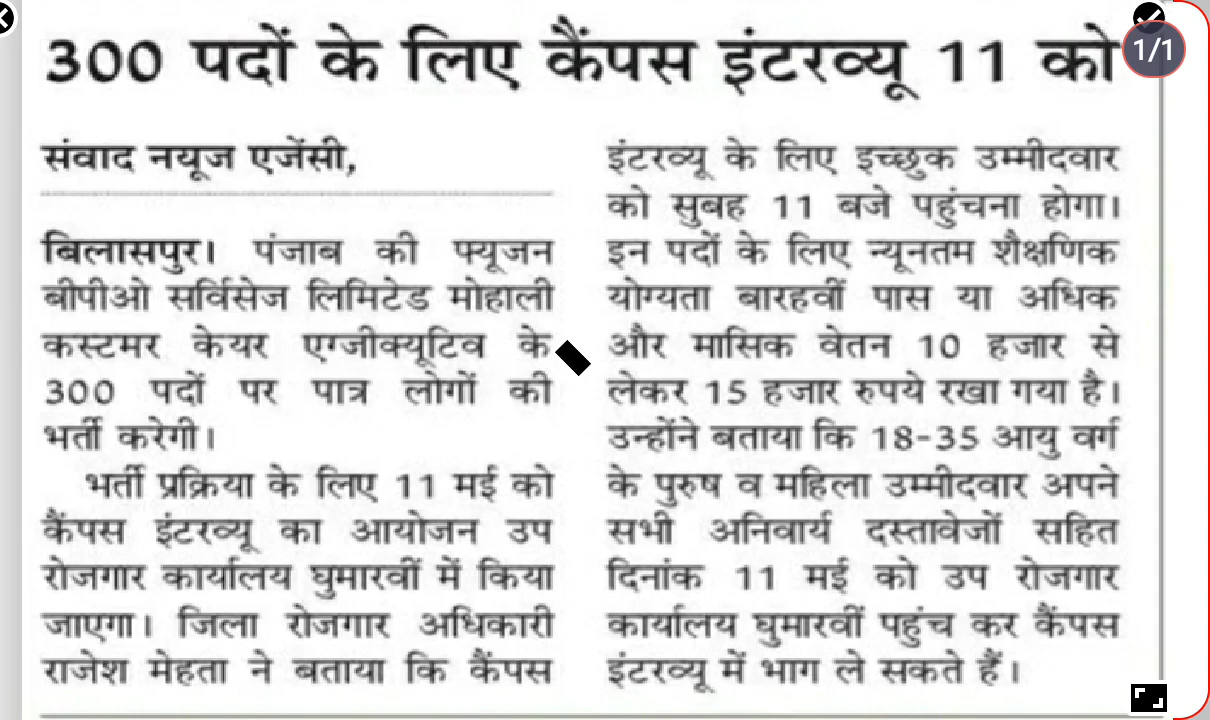 300 पदों के लिए कैंपस इंटरव्यू 11 को
1/1
संवाद नयूज एजेंसी,
बिलासपुर। पंजाब की फ्यूजन
बीपीओ सर्विसेज लिमिटेड मोहाली
कस्टमर केयर एग्जीक्यूटिव के
300 पदों पर पात्र लोगों की
भर्ती करेगी।
भर्ती प्रक्रिया के लिए 11 मई को
कैंपस इंटरव्यू का आयोजन उप
रोजगार कार्यालय घुमारवीं में किया
जाएगा। जिला रोजगार अधिकारी
राजेश मेहता ने बताया कि कैंपस
इंटरव्यू के लिए इच्छुक उम्मीदवार
को सुबह 11 बजे पहुंचना होगा।
इन पदों के लिए न्यूनतम शैक्षणिक
योग्यता बारहवीं पास या अधिक
और मासिक वेतन 10 हजार से
लेकर 15 हजार रुपये रखा गया है।
उन्होंने बताया कि 18-35 आयु वर्ग
के पुरुष व महिला उम्मीदवार अपने
सभी अनिवार्य दस्तावेजों सहित
दिनांक 11 मई को उप रोजगार
कार्यालय घुमारवीं पहुंच कर कैंपस
इंटरव्यू में भाग ले सकते हैं।